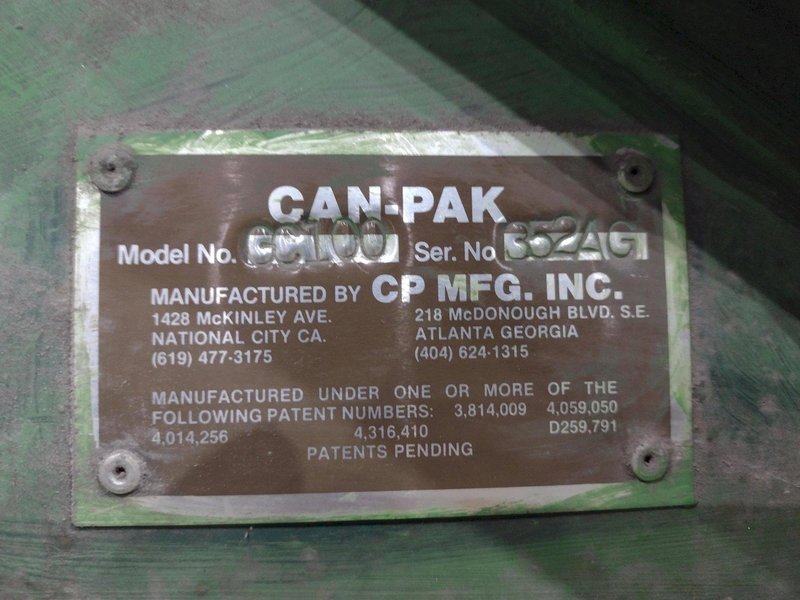 CAN-PAK
Model No. CC100 Ser. No 352AG
MANUFACTURED BY CP MFG. INC.
1428 McKINLEY AVE. 218 McDONOUGH BLVD. S.E.
NATIONAL CITY CA. ATLANTA GEORGIA
(619) 477-3175 (404) 624-1315
MANUFACTURED UNDER ONE OR MORE OF THE
FOLLOWING PATENT NUMBERS: 3,814,009 4,059,050
4,014,256 4,316,410 D259,791
PATENTS PENDING